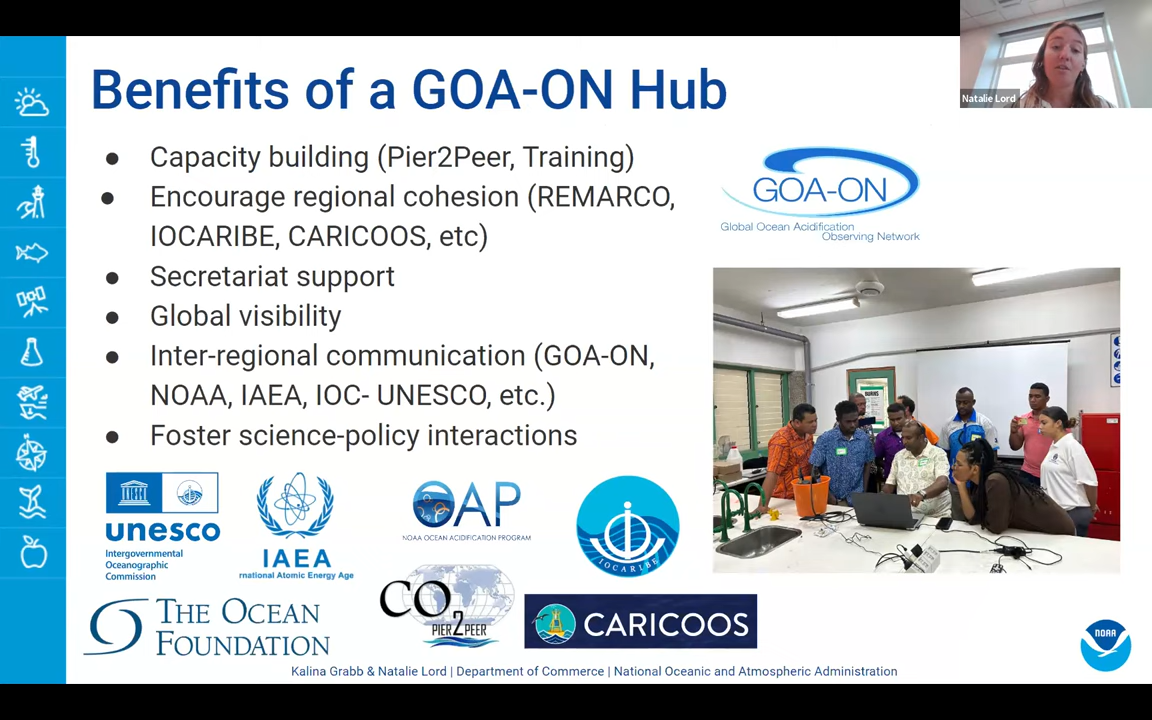 Benefits of a GOA-ON Hub
Natalie Lord
● Capacity building (Pier2Peer, Training)
● Encourage regional cohesion (REMARCO,
IOCARIBE, CARICOOS, etc)
● Secretariat support
● Global visibility
● Inter-regional communication (GOA-ON,
NOAA, IAEA, IOC- UNESCO, etc.)
● Foster science-policy interactions
GOA-ON
Global Ocean Acidification
Observing Network
unesco
Intergovernmental
Oceanographic
Commission
IAEA
rnational Atomic Energy Age
OAP
NOAA OCEAN ACIDIFICATION PROGRAM
IOCARIBE
THE OCEAN
FOUNDATION
CO2
PIER2PEER
CARICOOS
NOAA
Kalina Grabb & Natalie Lord | Department of Commerce | National Oceanic and Atmospheric Administration